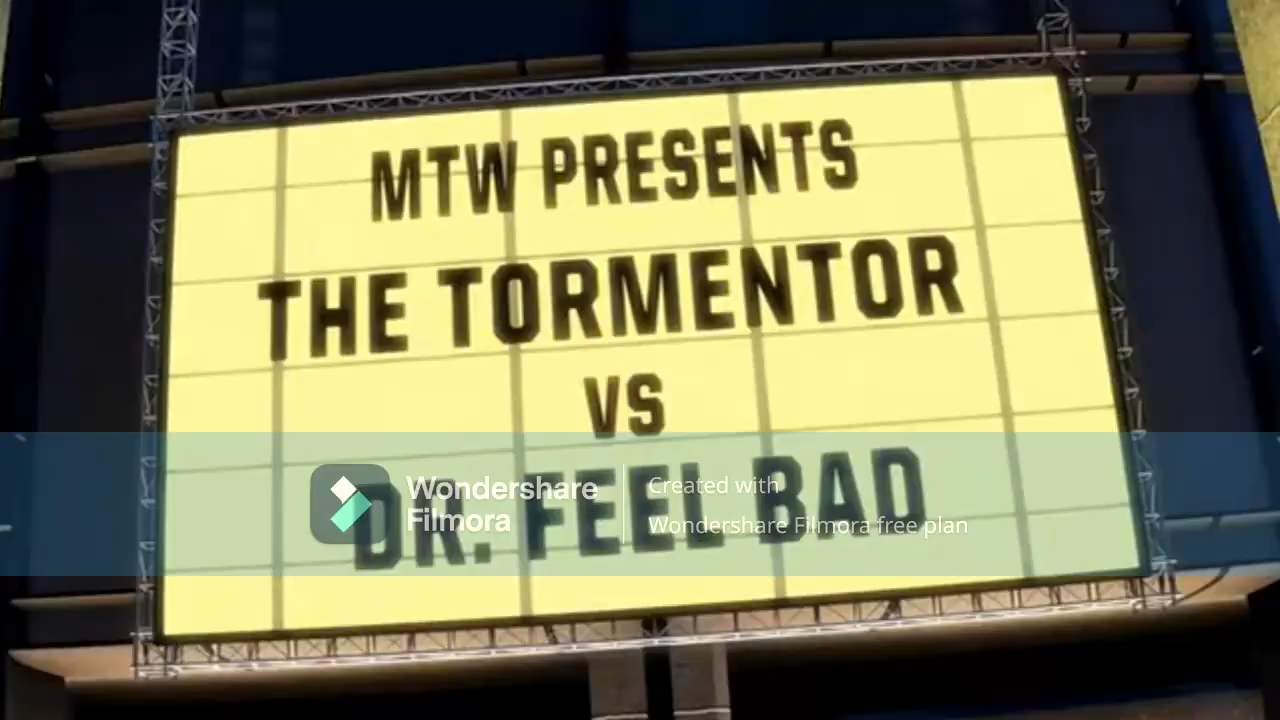 MTW PRESENTS
THE TORMENTOR
VS
DR. FEEL BAD
Wondershare
Filmora
Created with
Wondershare Filmora free plan